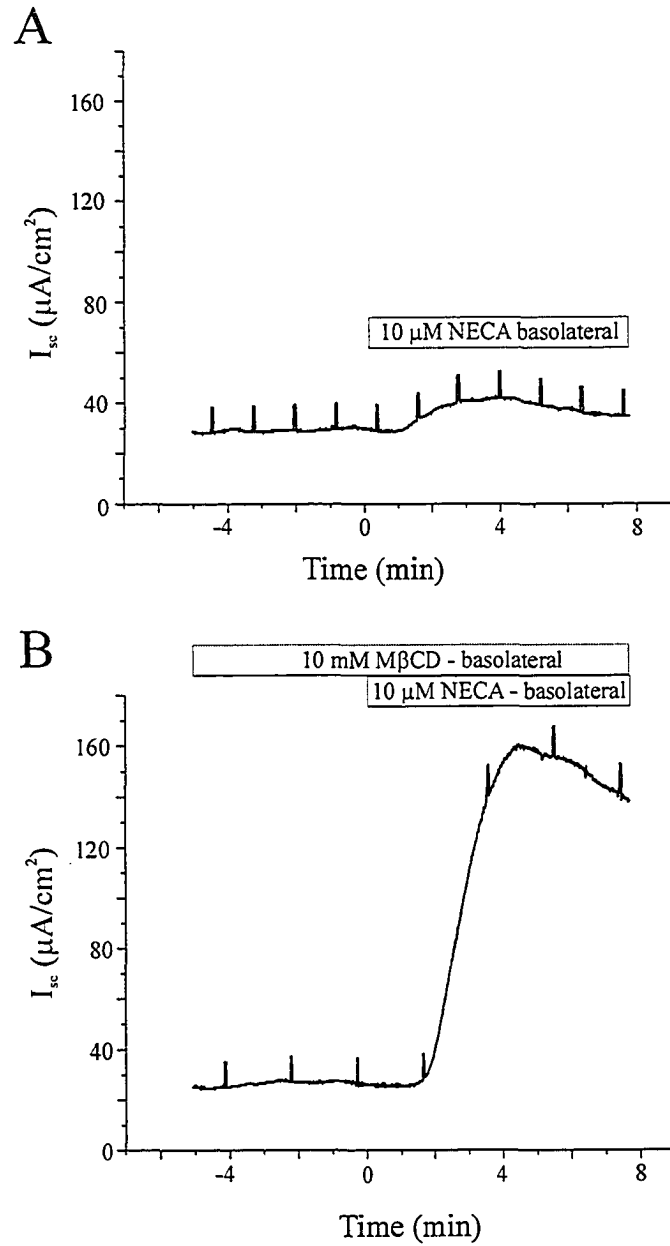 A
160
120
80
40
0
I_sc (μA/cm²)
10 μM NECA basolateral
-4
0
4
8
Time (min)
B
10 mM MβCD - basolateral
10 μM NECA - basolateral
160
120
80
40
0
I_sc (μA/cm²)
-4
0
4
8
Time (min)